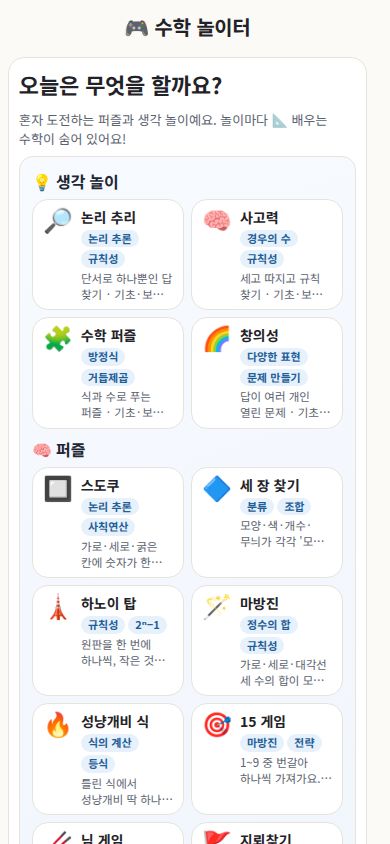 🎮 수학 놀이터
오늘은 무엇을 할까요?
혼자 도전하는 퍼즐과 생각 놀이예요. 놀이마다 📐 배우는
수학이 숨어 있어요!
💡 생각 놀이
논리 추리
논리 추론
규칙성
단서로 하나뿐인 답
찾기 · 기초·보…
사고력
경우의 수
규칙성
세고 따지고 규칙
찾기 · 기초·보…
수학 퍼즐
방정식
거듭제곱
식과 수로 푸는
퍼즐 · 기초·보…
창의성
다양한 표현
문제 만들기
답이 여러 개인
열린 문제 · 기초…
🧠 퍼즐
스도쿠
논리 추론
사칙연산
가로·세로·굵은
칸에 숫자가 한…
세 장 찾기
분류 조합
모양·색·개수·
무늬가 각각 '모…
하노이 탑
규칙성 2ⁿ−1
원판을 한 번에
하나씩, 작은 것…
마방진
정수의 합
규칙성
가로·세로·대각선
세 수의 합이 모…
성냥개비 식
식의 계산
등식
틀린 식에서
성냥개비 딱 하나…
15 게임
마방진 전략
1~9 중 번갈아
하나씩 가져가요.…
님 게임
지뢰찾기